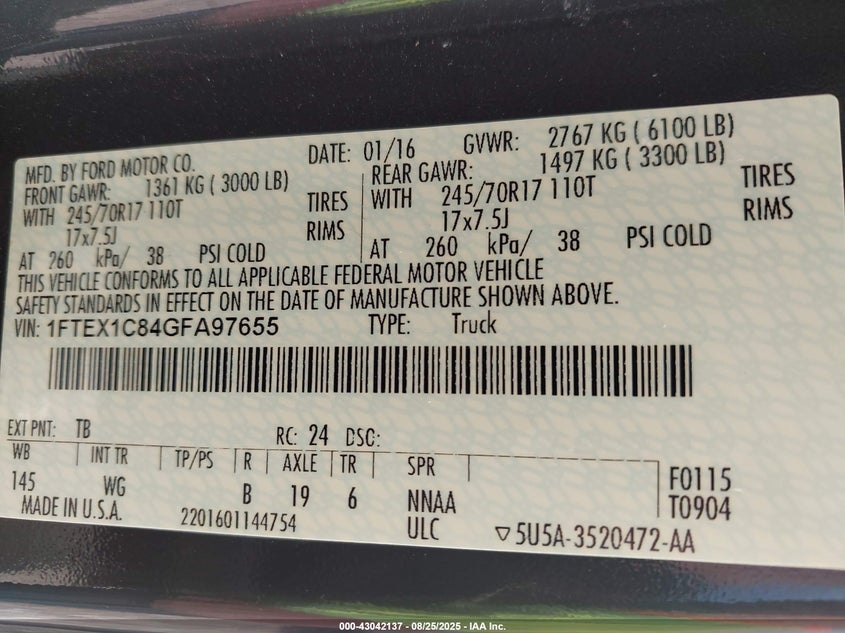 MFD. BY FORD MOTOR CO. DATE: 01/16 GVWR: 2767 KG ( 6100 LB)
FRONT GAWR: 1361 KG ( 3000 LB) REAR GAWR: 1497 KG ( 3300 LB)
WITH 245/70R17 110T TIRES WITH 245/70R17 110T TIRES
17x7.5J RIMS 17x7.5J RIMS
AT 260 kPa/ 38 PSI COLD AT 260 kPa/ 38 PSI COLD
THIS VEHICLE CONFORMS TO ALL APPLICABLE FEDERAL MOTOR VEHICLE
SAFETY STANDARDS IN EFFECT ON THE DATE OF MANUFACTURE SHOWN ABOVE.
VIN: 1FTEX1C84GFA97655 TYPE: Truck
EXT PNT: TB RC: 24 DSO:
WB INT TR TP/PS R AXLE TR SPR
145 WG B 19 6 NNAA F0115
MADE IN U.S.A. 2201601144754 ULC T0904
▽5U5A-3520472-AA
000-43042137 - 08/25/2025 - IAA Inc.